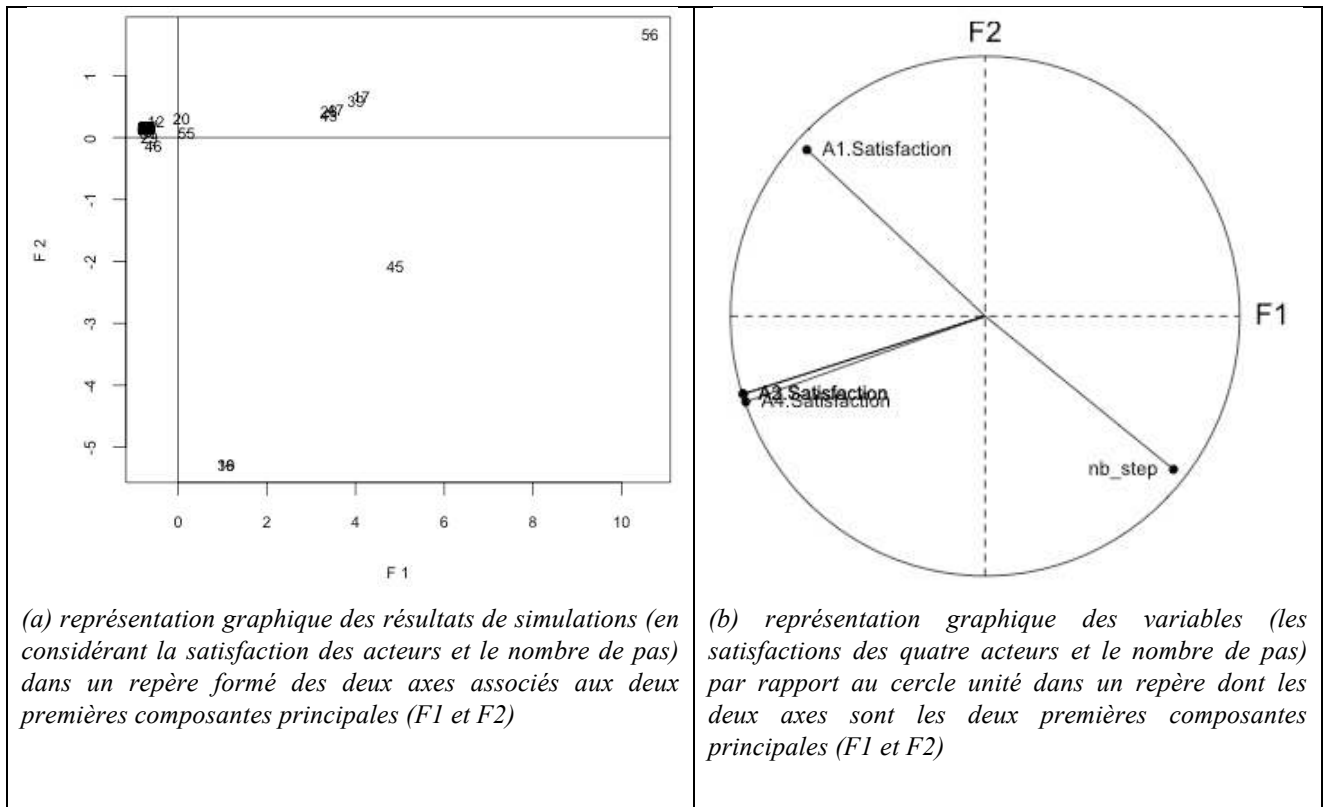 56
17
39
47
43
20
55
12
46
45
1
0
-1
-2
-3
-4
-5
F 2
0
2
4
6
8
10
F 1
F2
A1.Satisfaction
F1
A4.Satisfaction
nb_step
(a) représentation graphique des résultats de simulations (en
considérant la satisfaction des acteurs et le nombre de pas)
dans un repère formé des deux axes associés aux deux
premières composantes principales (F1 et F2)
(b) représentation graphique des variables (les
satisfactions des quatre acteurs et le nombre de pas)
par rapport au cercle unité dans un repère dont les
deux axes sont les deux premières composantes
principales (F1 et F2)